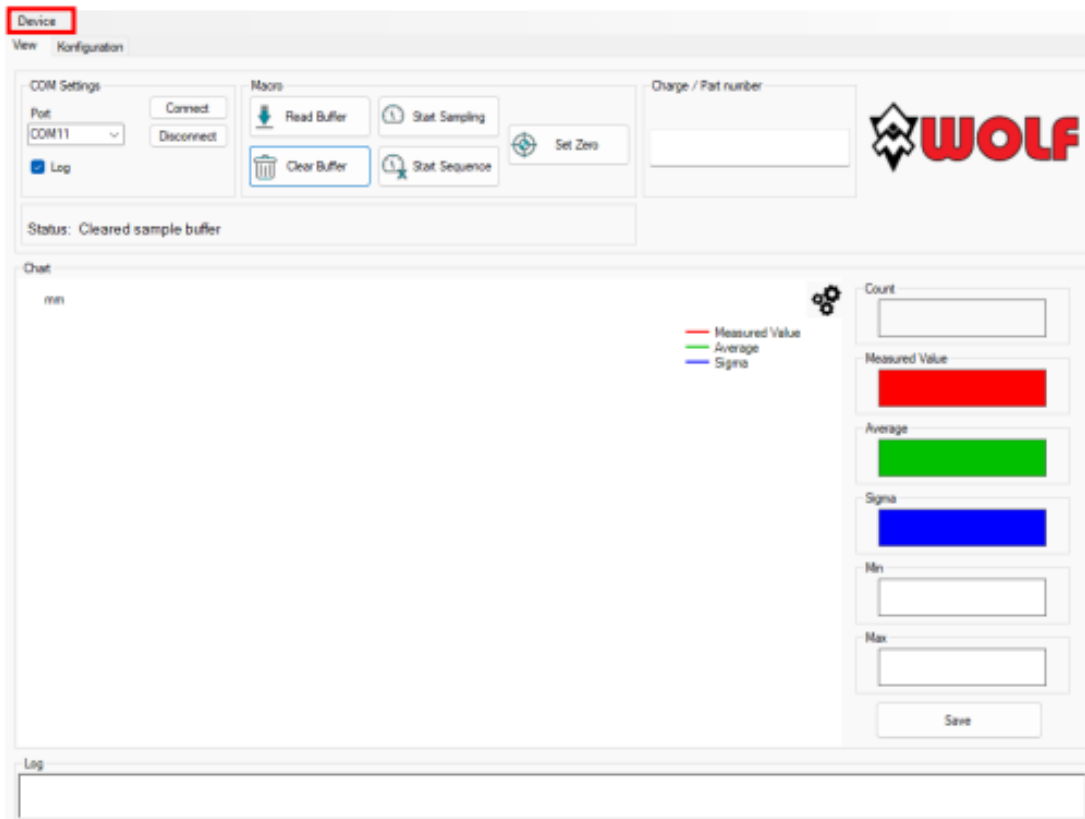 Device
View Konfiguration
COM Settings
Port
COM11
Connect
Disconnect
Log
Macro
Read Buffer
Start Sampling
Clear Buffer
Start Sequence
Set Zero
Charge / Part number
WOLF
Status: Cleared sample buffer
Chart
mm
Measured Value
Average
Sigma
Count
Measured Value
Average
Sigma
Min
Max
Save
Log